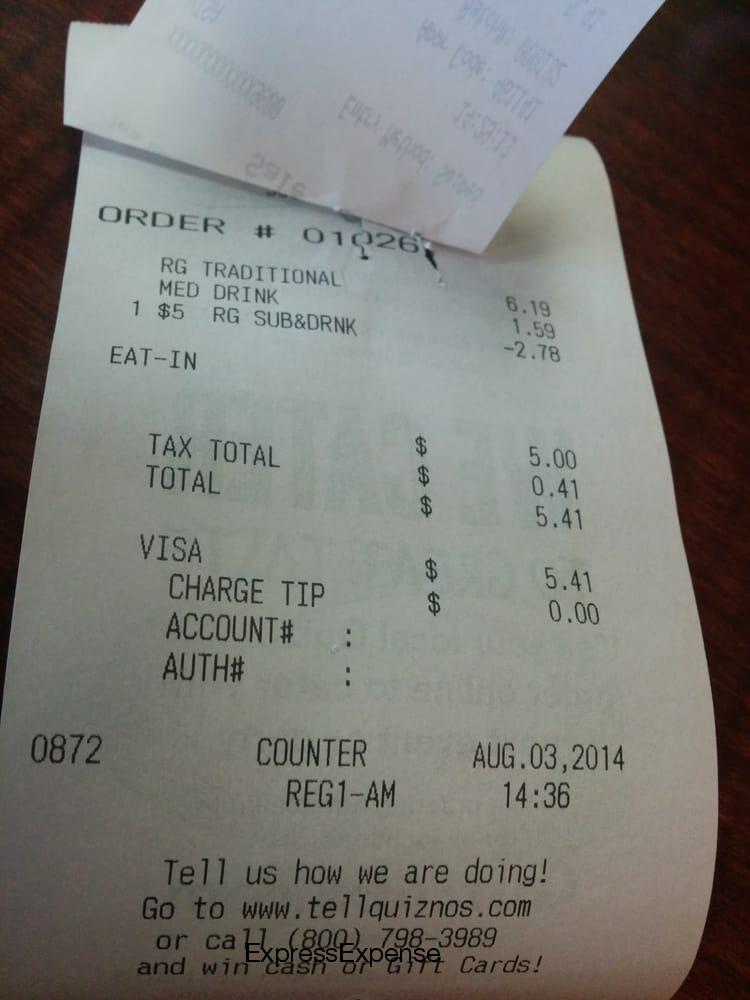 Sale
ORDER # 01026
RG TRADITIONAL 6.19
MED DRINK 1.59
1 $5 RG SUB&DRNK -2.78
EAT-IN
$ 5.00
TAX TOTAL $ 0.41
TOTAL $ 5.41
VISA $ 5.41
CHARGE TIP $ 0.00
ACCOUNT# :
AUTH# :
0872 COUNTER AUG.03,2014
REG1-AM 14:36
Tell us how we are doing!
Go to www.tellquiznos.com
or call (800) 798-3989
ExpressExpense
and win cash or Gift Cards!